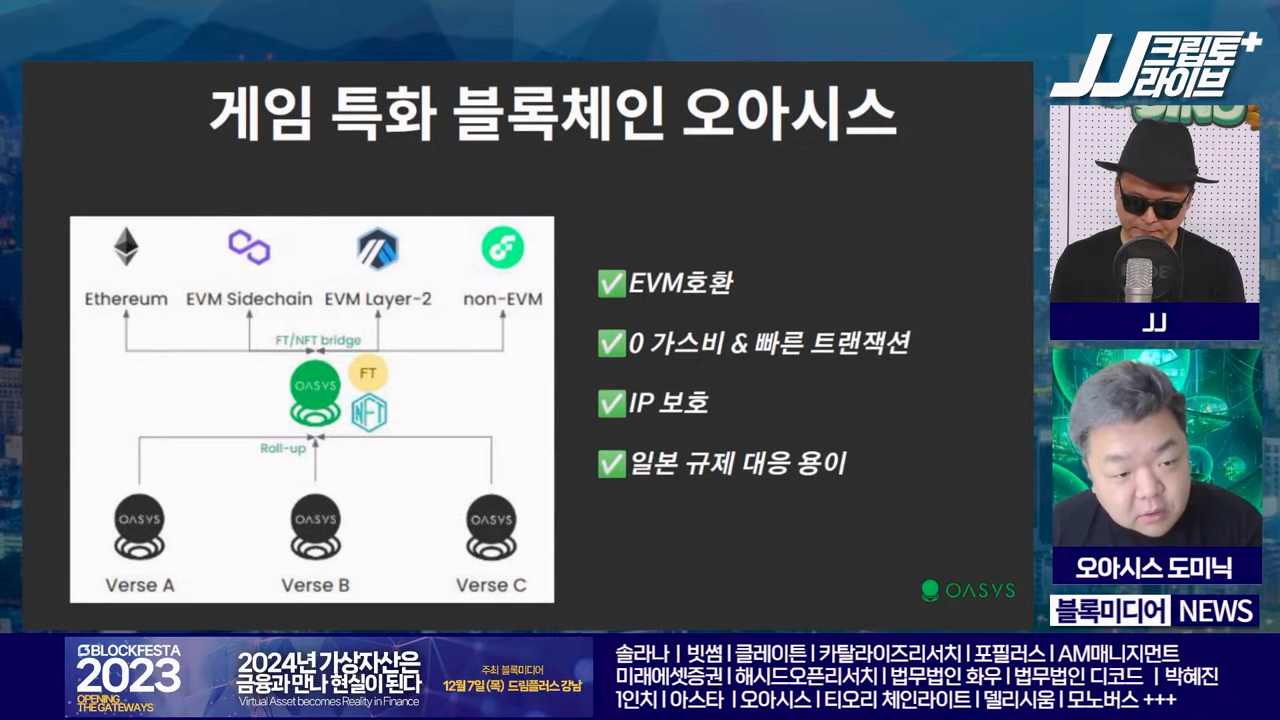 JJ 크립토+
라이브
게임 특화 블록체인 오아시스
Ethereum EVM Sidechain EVM Layer-2 non-EVM
FT/NFT bridge
OASYS
FT
NFT
Roll-up
OASYS OASYS OASYS
Verse A Verse B Verse C
✅EVM호환
✅0 가스비 & 빠른 트랜잭션
✅IP 보호
✅일본 규제 대응 용이
OASYS
JJ
오아시스 도미닉
블록미디어 NEWS
BLOCKFESTA
2023
OPENING
THE GATEWAYS
2024년 가상자산은
금융과 만나 현실이 된다
Virtual Asset becomes Reality in Finance
주최 블록미디어
12월 7일 (목) 드림플러스 강남
솔라나 | 빗썸 | 클레이튼 | 카탈라이즈리서치 | 포필러스 | AM매니지먼트
미래에셋증권 | 해시드오픈리서치 | 법무법인 화우 | 법무법인 디코드 | 박혜진
1인치 | 아스타 | 오아시스 | 티오리 체인라이트 | 델리시움 | 모노버스 +++